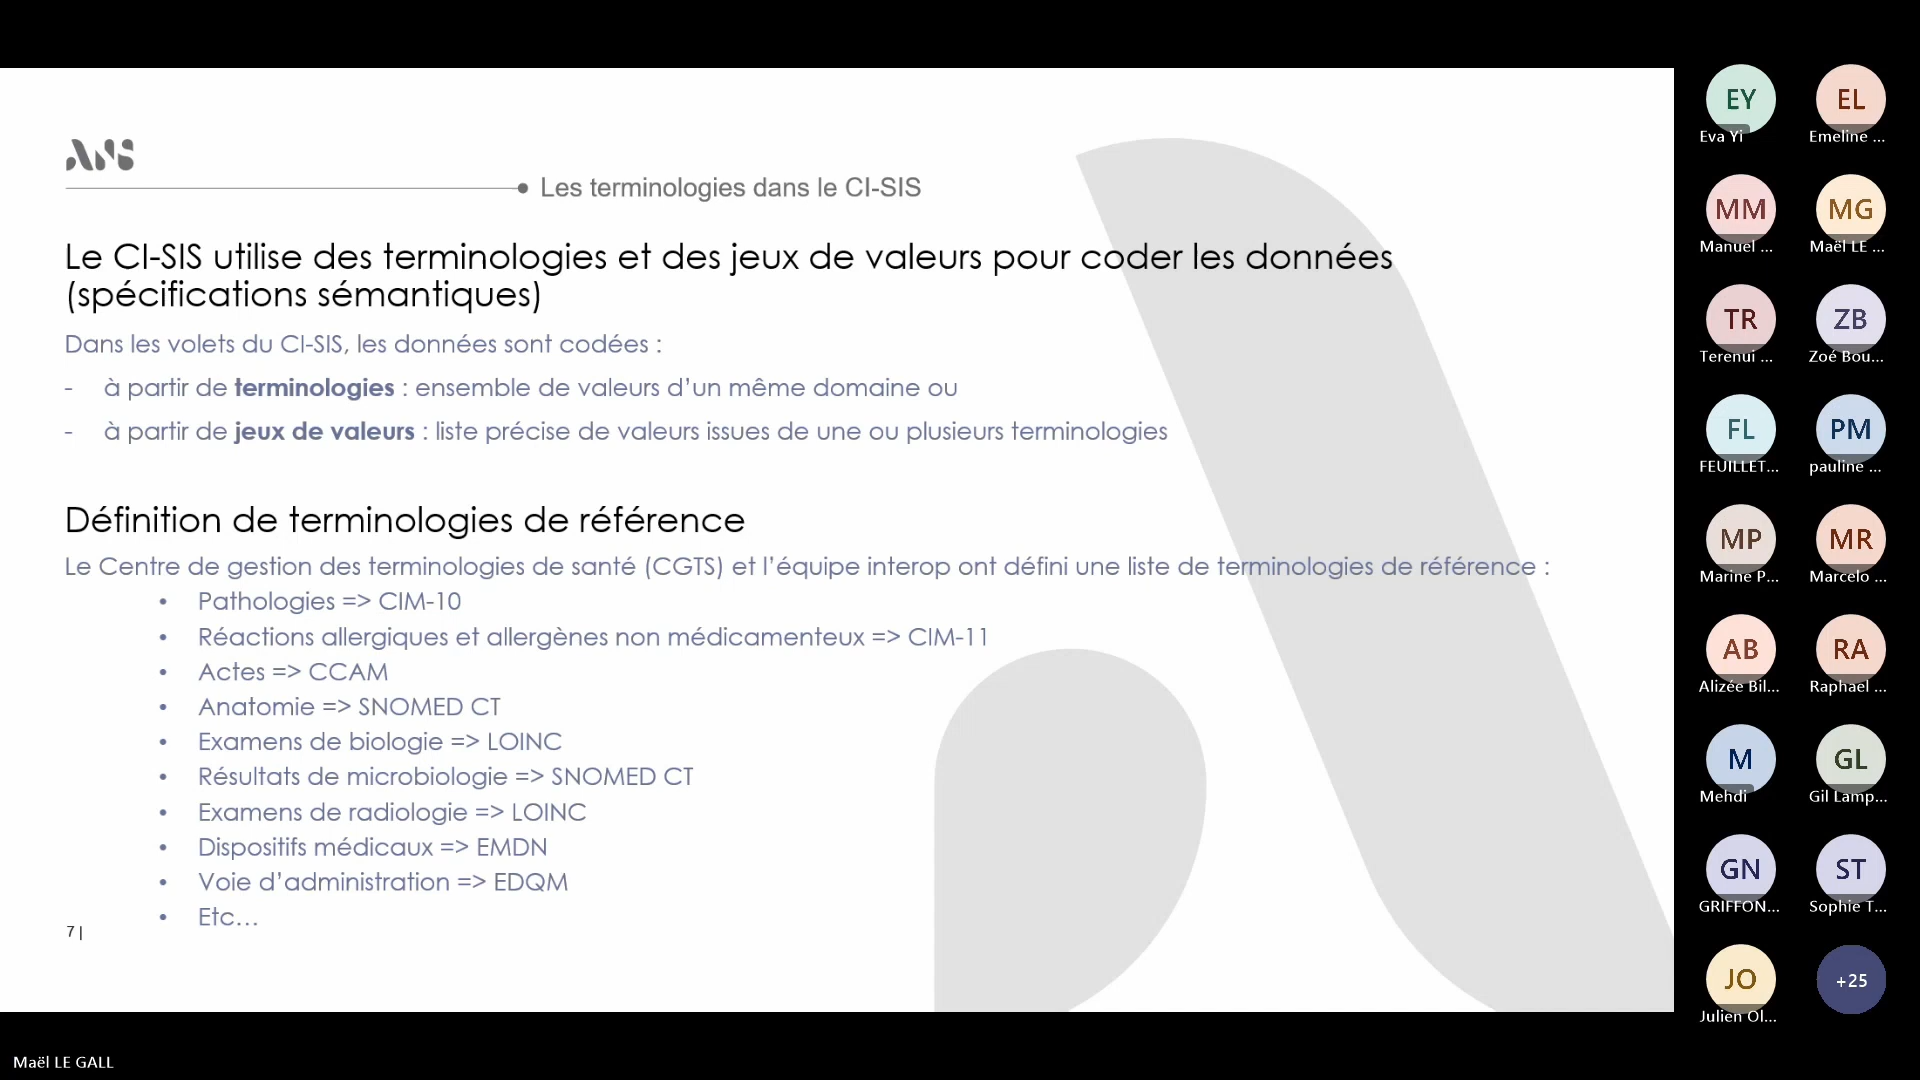 ANS
Les terminologies dans le CI-SIS
Le CI-SIS utilise des terminologies et des jeux de valeurs pour coder les données
(spécifications sémantiques)
Dans les volets du CI-SIS, les données sont codées :
- à partir de terminologies : ensemble de valeurs d’un même domaine ou
- à partir de jeux de valeurs : liste précise de valeurs issues de une ou plusieurs terminologies
Définition de terminologies de référence
Le Centre de gestion des terminologies de santé (CGTS) et l’équipe interop ont défini une liste de terminologies de référence :
• Pathologies => CIM-10
• Réactions allergiques et allergènes non médicamenteux => CIM-11
• Actes => CCAM
• Anatomie => SNOMED CT
• Examens de biologie => LOINC
• Résultats de microbiologie => SNOMED CT
• Examens de radiologie => LOINC
• Dispositifs médicaux => EMDN
• Voie d’administration => EDQM
• Etc…
7 |
EY
Eva Yi
EL
Emeline ...
MM
Manuel ...
MG
Maël LE ...
TR
Terenui ...
ZB
Zoé Bou...
FL
FEUILLET...
PM
pauline ...
MP
Marine P...
MR
Marcelo ...
AB
Alizée Bil...
RA
Raphael ...
M
Mehdi
GL
Gil Lamp...
GN
GRIFFON...
ST
Sophie T...
JO
Julien Ol...
+25
Maël LE GALL